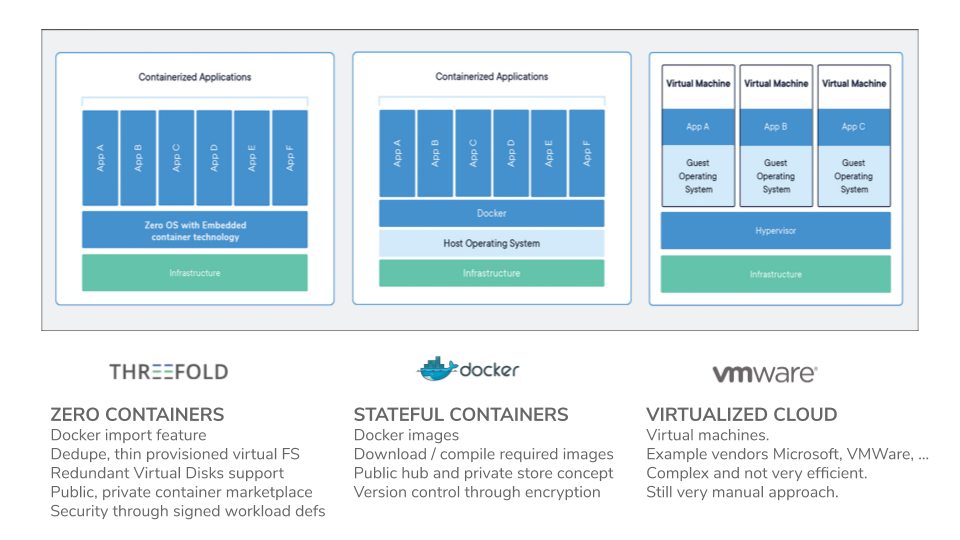 Containerized Applications
App A
App B
App C
App D
App E
App F
Zero OS with Embedded
container technology
Infrastructure
Containerized Applications
App A
App B
App C
App D
App E
App F
Docker
Host Operating System
Infrastructure
Virtual Machine
App A
Guest
Operating
System
Virtual Machine
App B
Guest
Operating
System
Virtual Machine
App C
Guest
Operating
System
Hypervisor
Infrastructure
THREEFOLD
ZERO CONTAINERS
Docker import feature
Dedupe, thin provisioned virtual FS
Redundant Virtual Disks support
Public, private container marketplace
Security through signed workload defs
docker
STATEFUL CONTAINERS
Docker images
Download / compile required images
Public hub and private store concept
Version control through encryption
vmware®
VIRTUALIZED CLOUD
Virtual machines.
Example vendors Microsoft, VMWare, ...
Complex and not very efficient.
Still very manual approach.